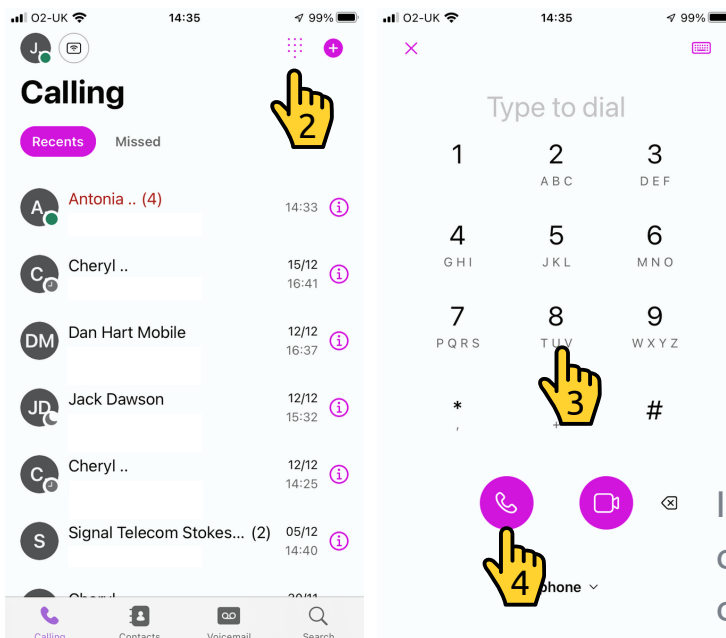 O2-UK 14:35 99%
Calling
2
Recents Missed
A Antonia .. (4) 14:33
C Cheryl .. 15/12
16:41
DM Dan Hart Mobile 12/12
16:37
JD Jack Dawson 12/12
15:32
C Cheryl .. 12/12
14:25
S Signal Telecom Stokes... (2) 05/12
14:40
Calling Contacts Voicemail Search
O2-UK 14:35 99%
Type to dial
1 2 3
ABC DEF
4 5 6
GHI JKL MNO
7 8 9
PQRS TUV WXYZ
3
* #
, +
4
phone